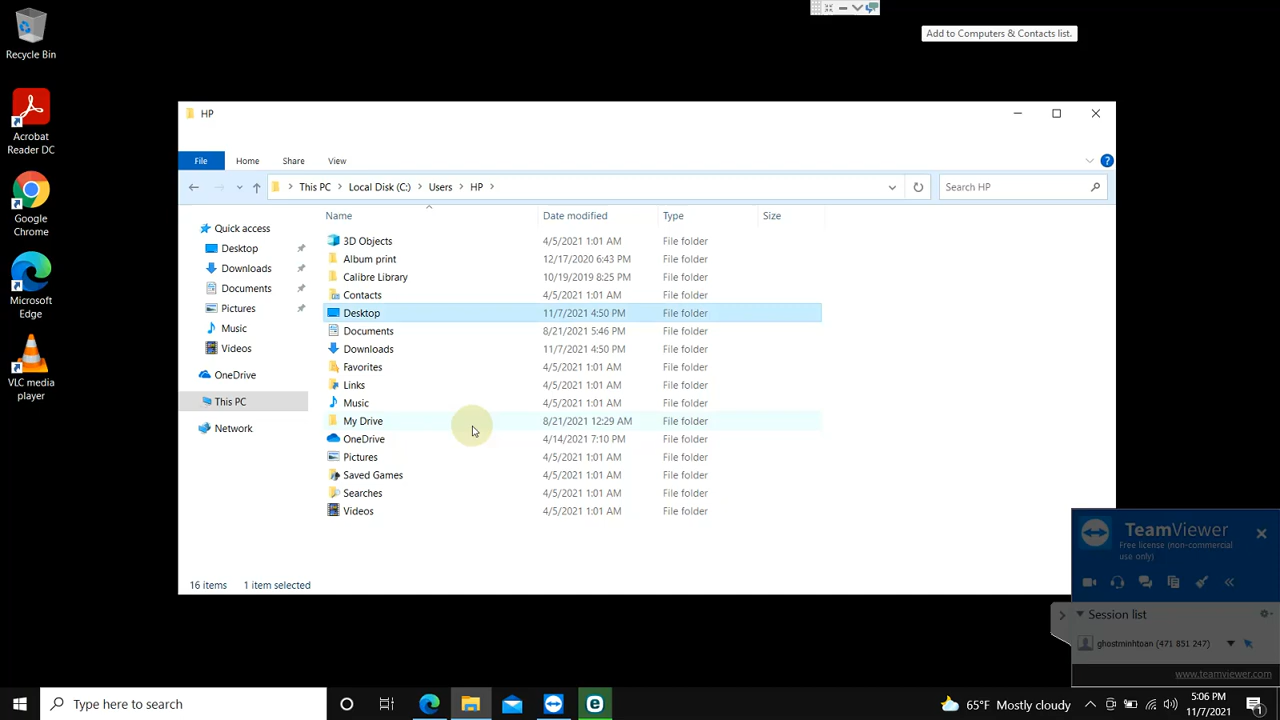 Add to Computers & Contacts list.
Recycle Bin
Acrobat
Reader DC
Google
Chrome
Microsoft
Edge
VLC media
player
HP
File Home Share View
This PC Local Disk (C:) Users HP
Search HP
Quick access
Desktop
Downloads
Documents
Pictures
Music
Videos
OneDrive
This PC
Network
Name Date modified Type Size
3D Objects 4/5/2021 1:01 AM File folder
Album print 12/17/2020 6:43 PM File folder
Calibre Library 10/19/2019 8:25 PM File folder
Contacts 4/5/2021 1:01 AM File folder
Desktop 11/7/2021 4:50 PM File folder
Documents 8/21/2021 5:46 PM File folder
Downloads 11/7/2021 4:50 PM File folder
Favorites 4/5/2021 1:01 AM File folder
Links 4/5/2021 1:01 AM File folder
Music 4/5/2021 1:01 AM File folder
My Drive 8/21/2021 12:29 AM File folder
OneDrive 4/14/2021 7:10 PM File folder
Pictures 4/5/2021 1:01 AM File folder
Saved Games 4/5/2021 1:01 AM File folder
Searches 4/5/2021 1:01 AM File folder
Videos 4/5/2021 1:01 AM File folder
16 items 1 item selected
TeamViewer
Free license (non-commercial
use only)
Session list
ghostminhtoan (471 851 247)
www.teamviewer.com
Type here to search
65°F Mostly cloudy
5:06 PM
11/7/2021
1